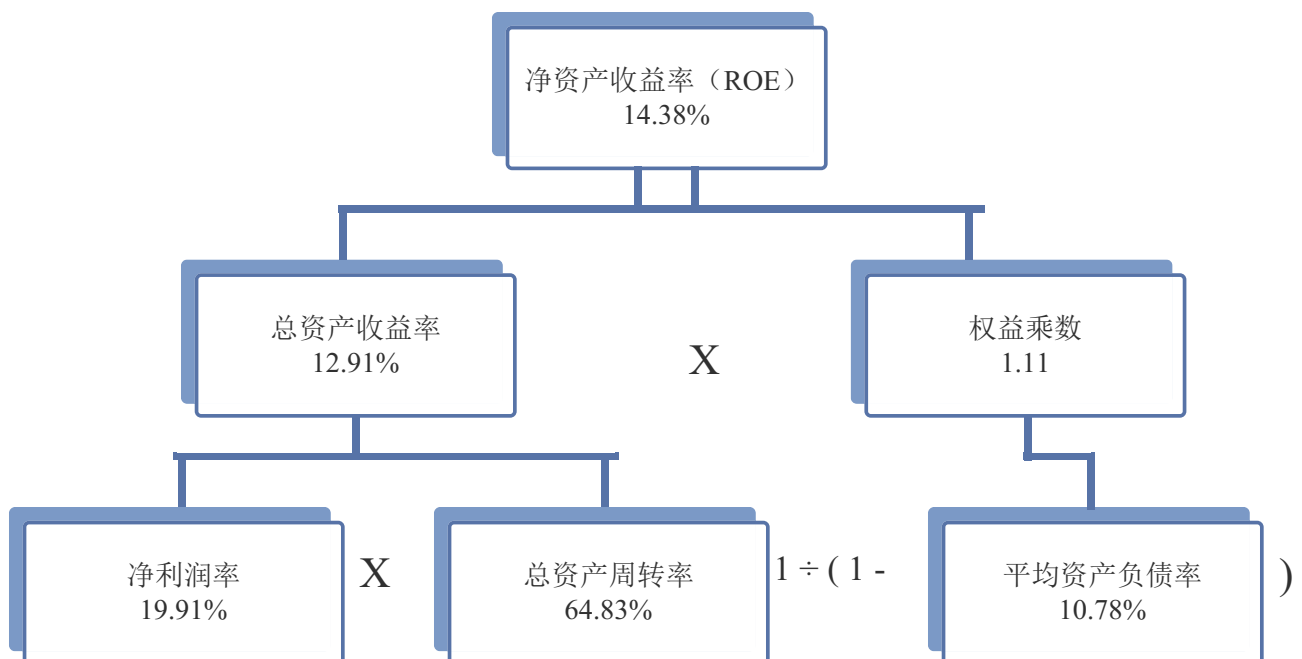 净资产收益率（ROE）
14.38%
总资产收益率
12.91%
X
权益乘数
1.11
净利润率
19.91%
X
总资产周转率
64.83%
1 ÷ ( 1 -
平均资产负债率
10.78%
)